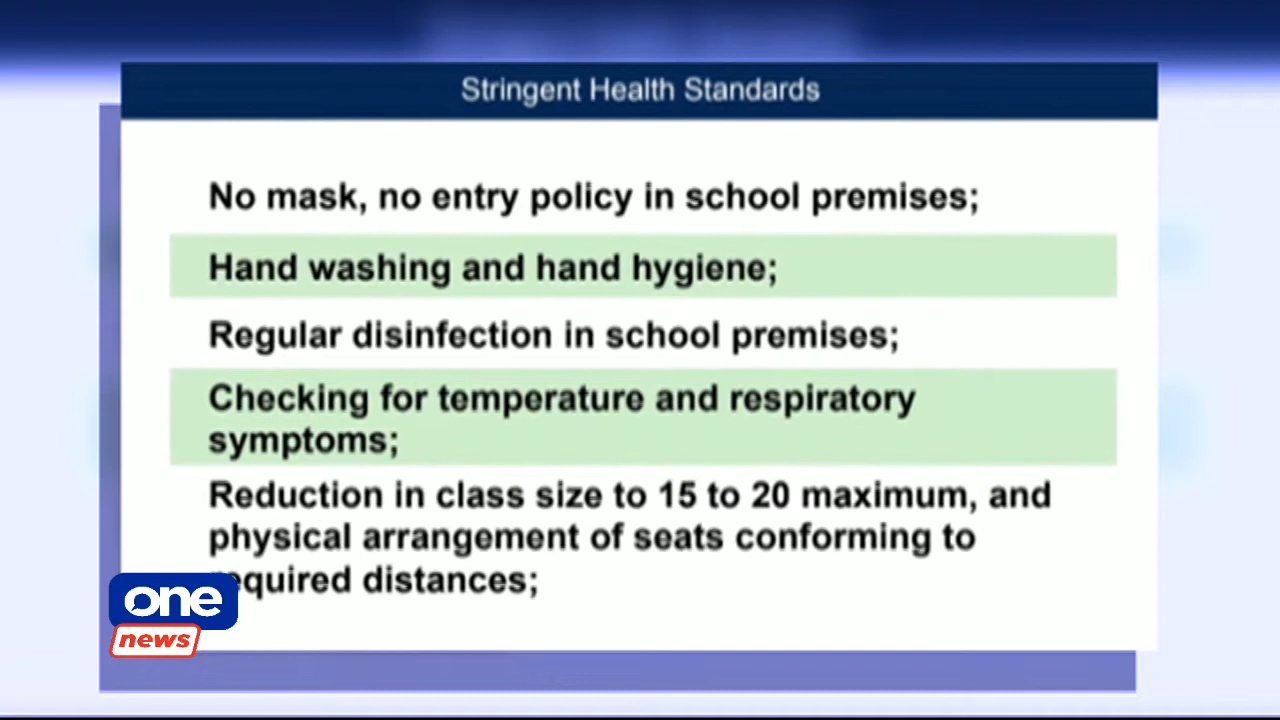 Stringent Health Standards
No mask, no entry policy in school premises;
Hand washing and hand hygiene;
Regular disinfection in school premises;
Checking for temperature and respiratory
symptoms;
Reduction in class size to 15 to 20 maximum, and
physical arrangement of seats conforming to
required distances;
one
news